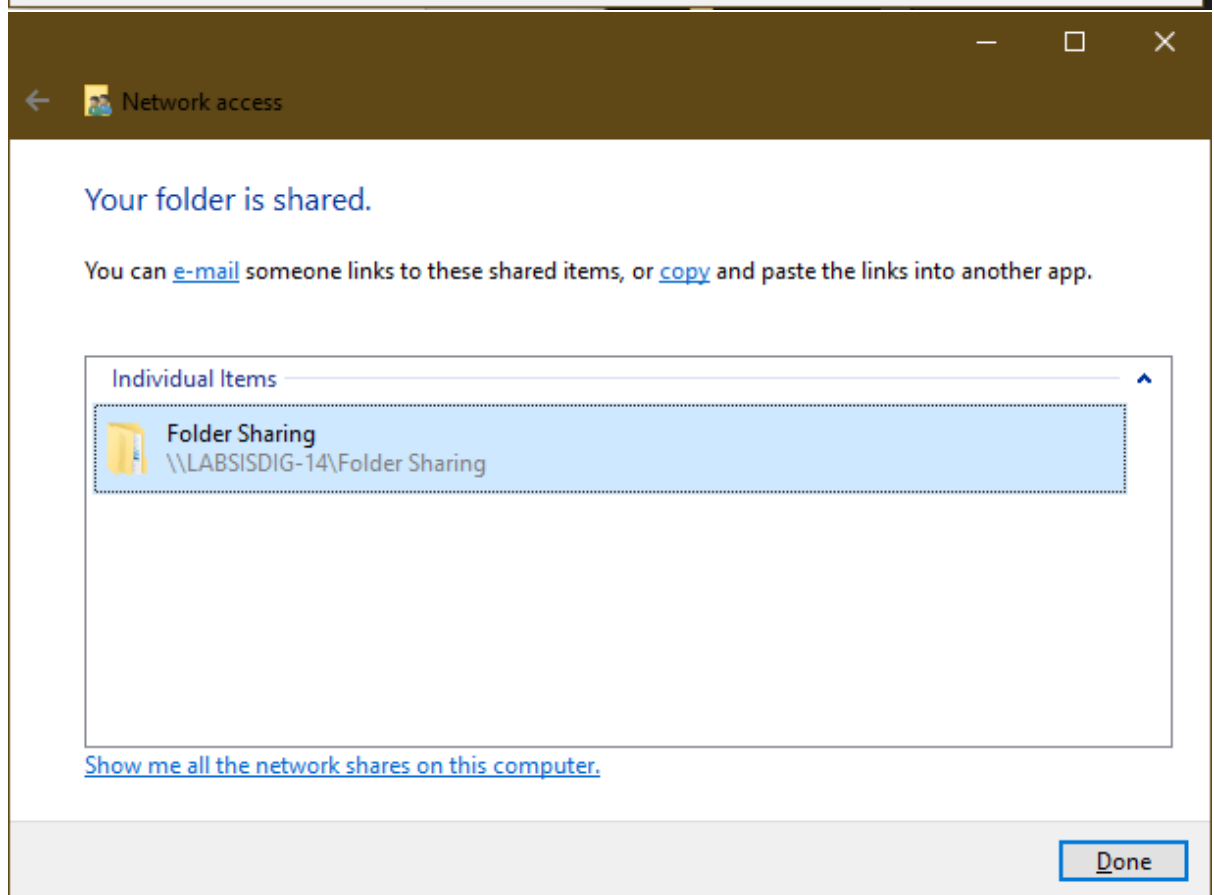 Network access
Your folder is shared.
You can e-mail someone links to these shared items, or copy and paste the links into another app.
Individual Items
Folder Sharing
\\LABSISDIG-14\Folder Sharing
Show me all the network shares on this computer.
Done